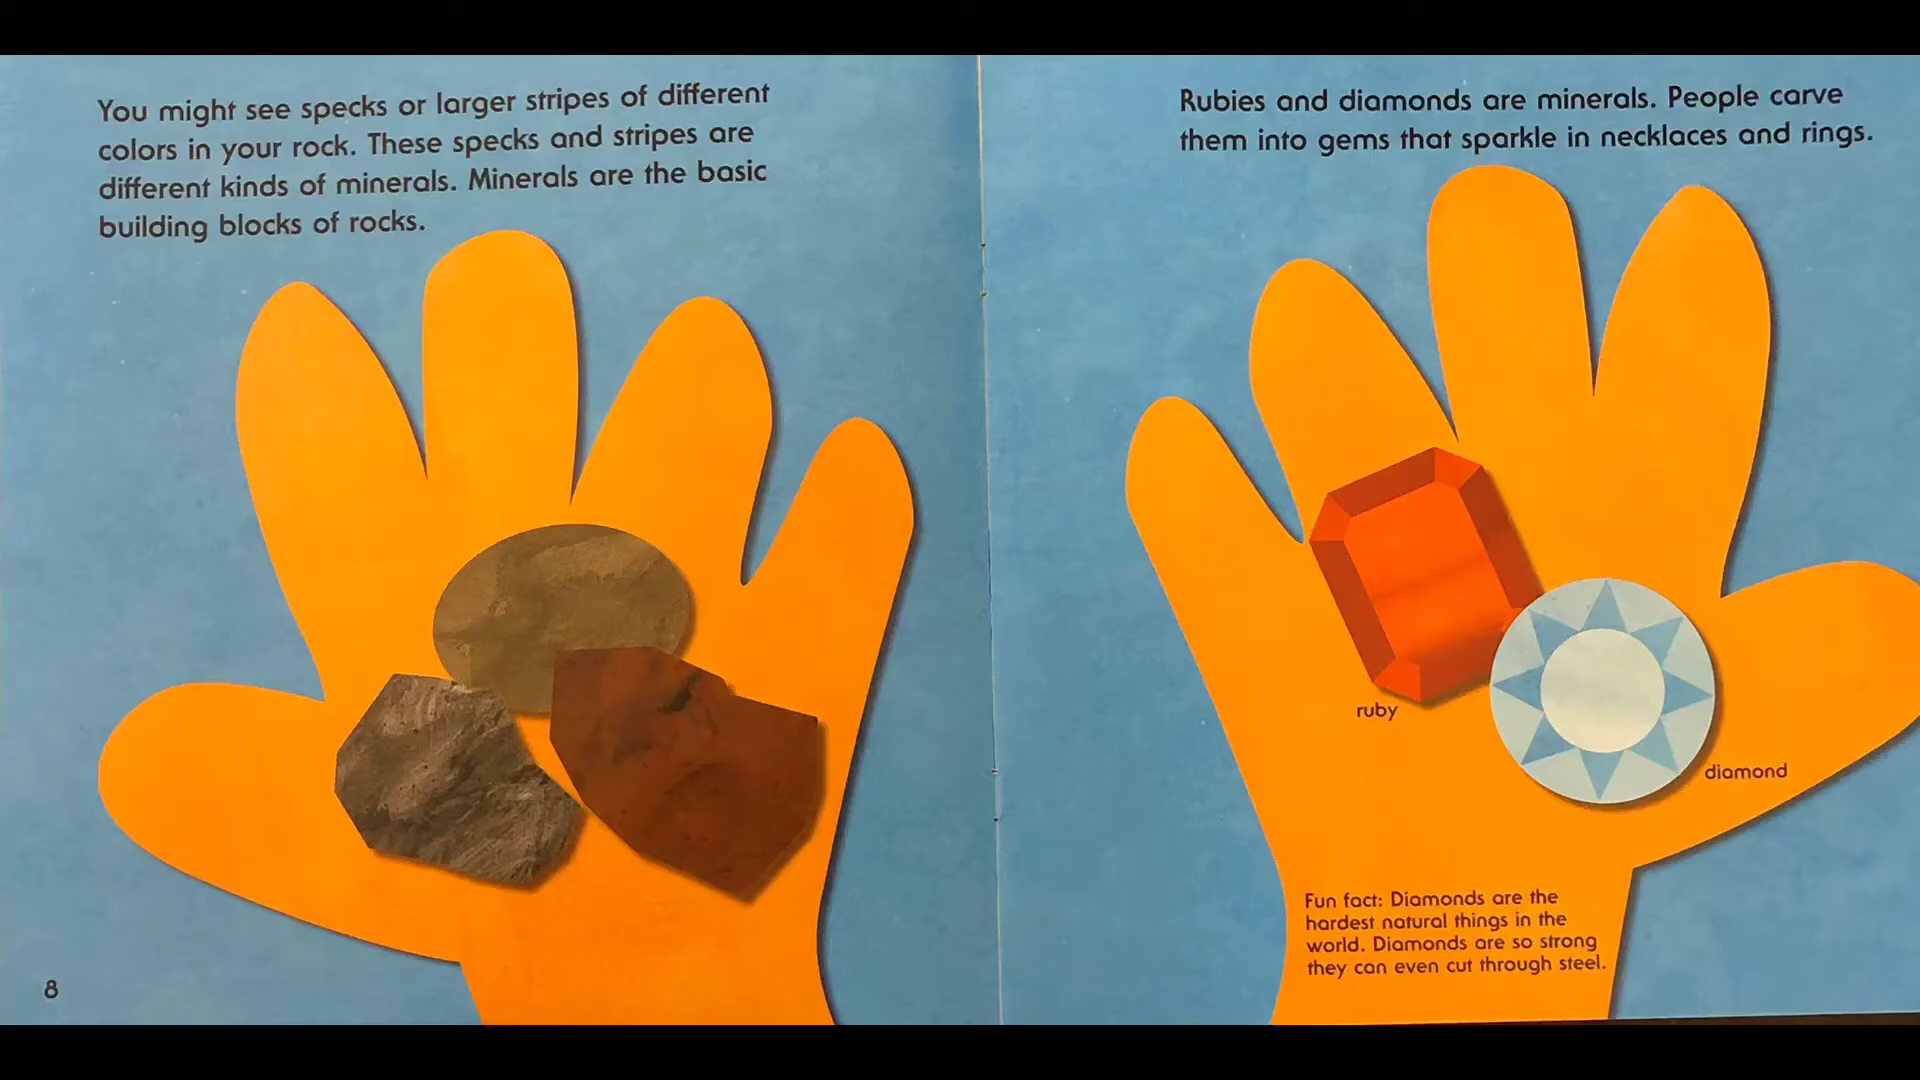 You might see specks or larger stripes of different
colors in your rock. These specks and stripes are
different kinds of minerals. Minerals are the basic
building blocks of rocks.
8
Rubies and diamonds are minerals. People carve
them into gems that sparkle in necklaces and rings.
ruby
diamond
Fun fact: Diamonds are the
hardest natural things in the
world. Diamonds are so strong
they can even cut through steel.